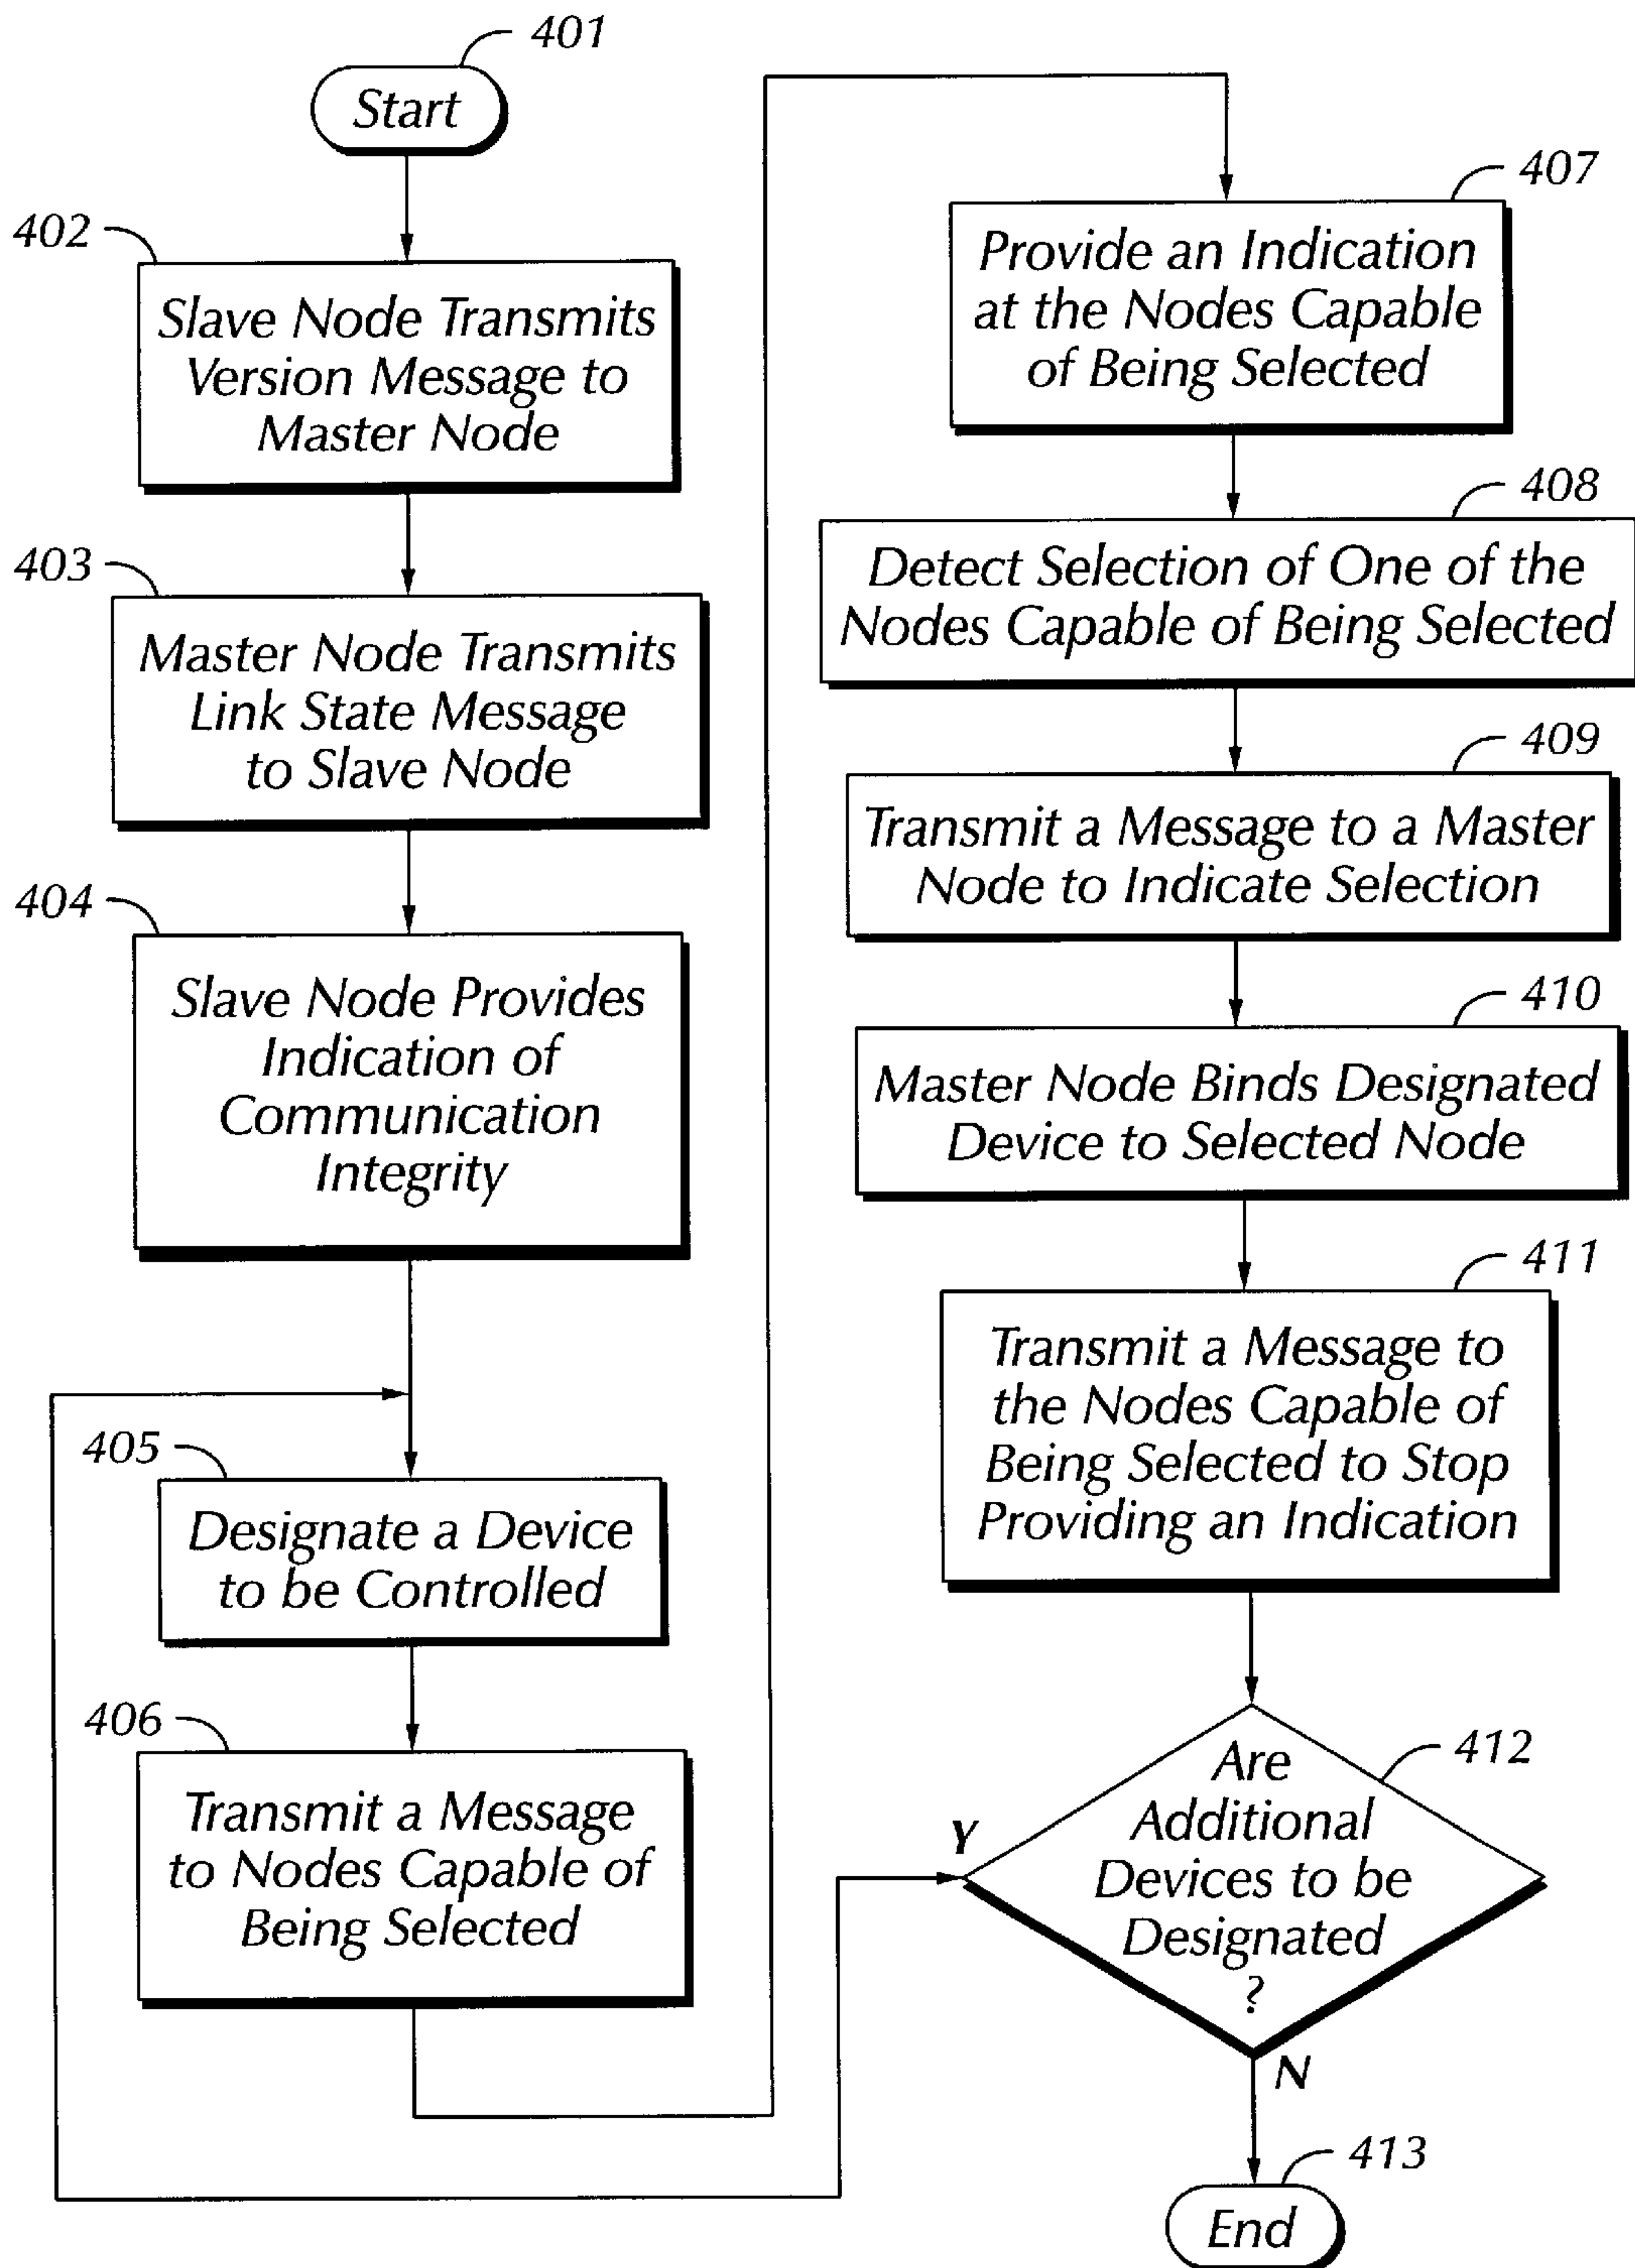 401
Start
402
Slave Node Transmits
Version Message to
Master Node
403
Master Node Transmits
Link State Message
to Slave Node
404
Slave Node Provides
Indication of
Communication
Integrity
405
Designate a Device
to be Controlled
406
Transmit a Message
to Nodes Capable of
Being Selected
407
Provide an Indication
at the Nodes Capable
of Being Selected
408
Detect Selection of One of the
Nodes Capable of Being Selected
409
Transmit a Message to a Master
Node to Indicate Selection
410
Master Node Binds Designated
Device to Selected Node
411
Transmit a Message to
the Nodes Capable of
Being Selected to Stop
Providing an Indication
412
Are
Additional
Devices to be
Designated
?
Y
N
413
End